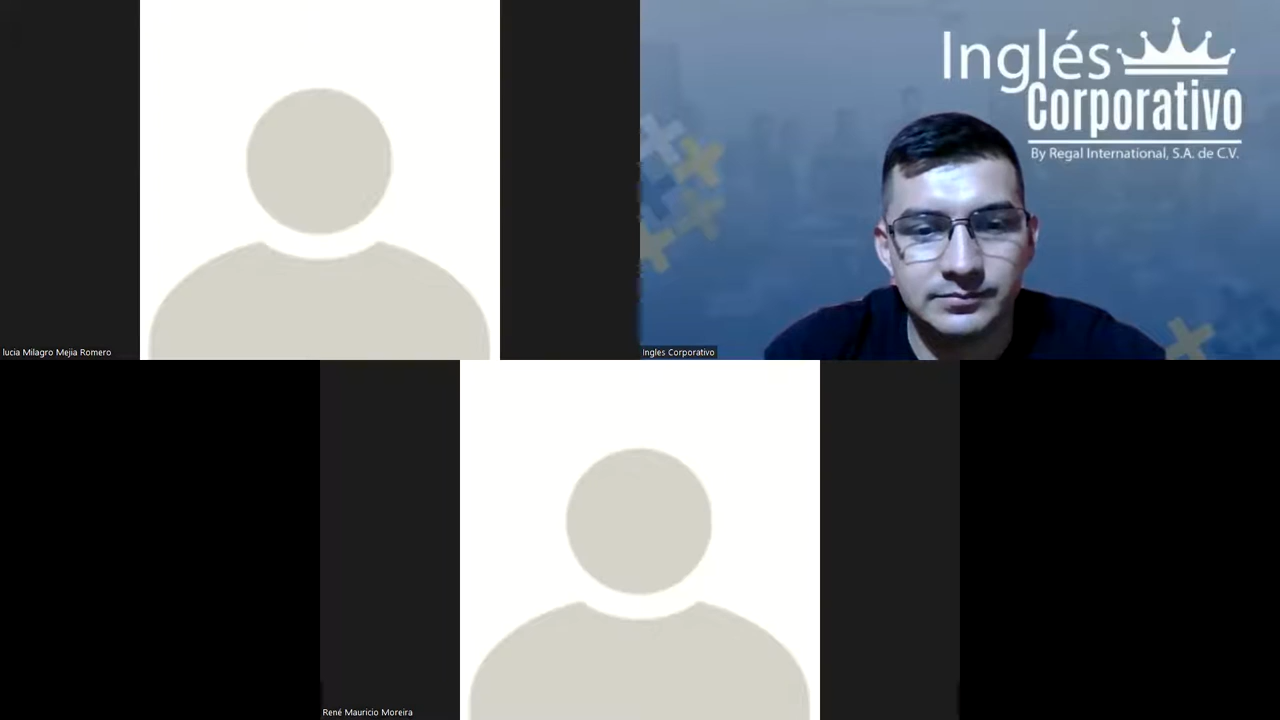 Inglés
Corporativo
By Regal International, S.A. de C.V.
lucia Milagro Mejia Romero
Ingles Corporativo
René Mauricio Moreira